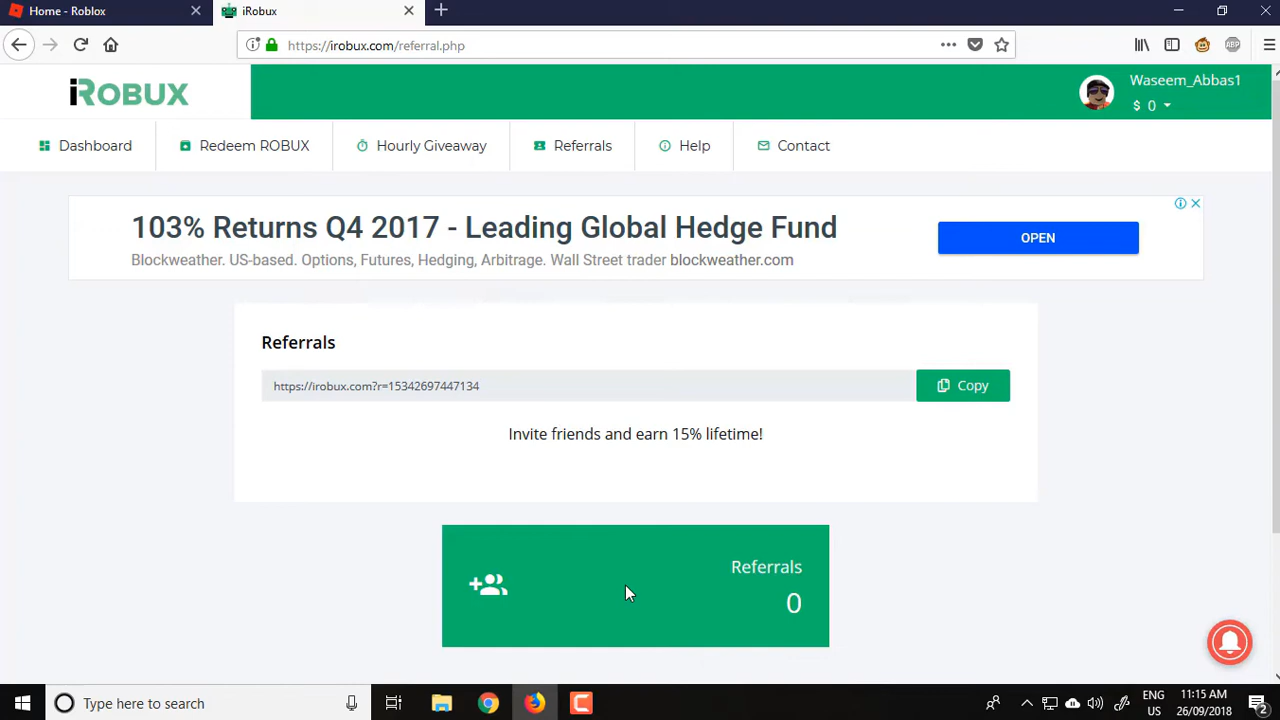 Home - Roblox
iRobux
https://irobux.com/referral.php
ABP
iROBUX
Waseem_Abbas1
$ 0
Dashboard
Redeem ROBUX
Hourly Giveaway
Referrals
Help
Contact
103% Returns Q4 2017 - Leading Global Hedge Fund
Blockweather. US-based. Options, Futures, Hedging, Arbitrage. Wall Street trader blockweather.com
OPEN
Referrals
https://irobux.com?r=15342697447134
Copy
Invite friends and earn 15% lifetime!
Referrals
0
Type here to search
ENG
US
11:15 AM
26/09/2018
2